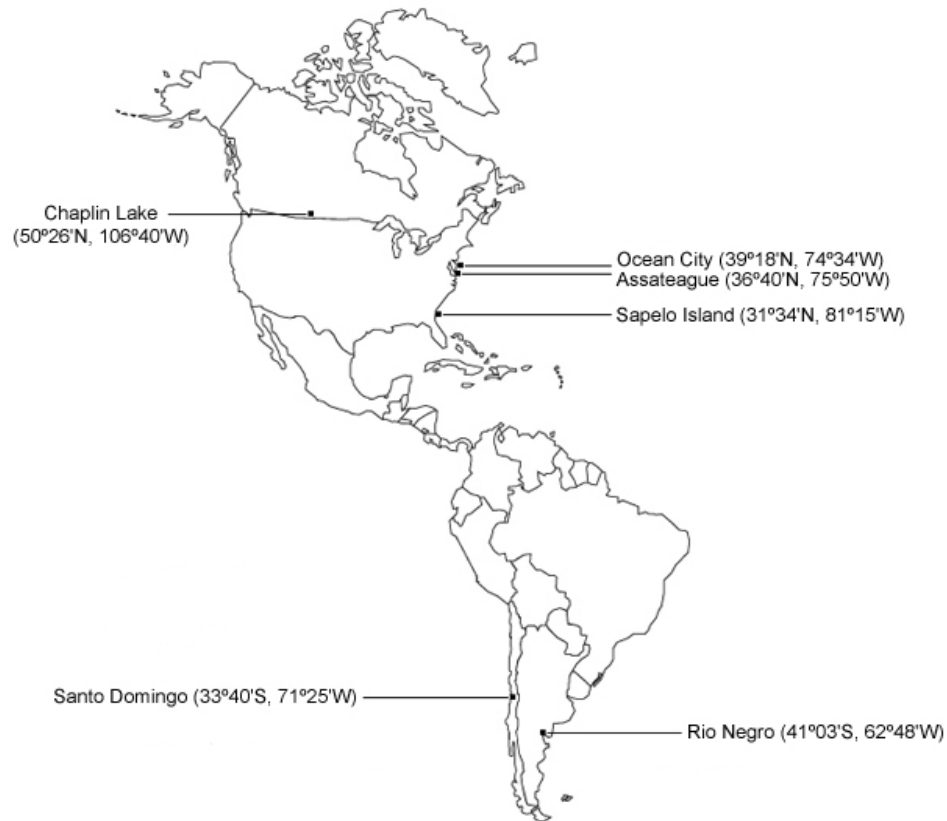 Chaplin Lake
(50º26'N, 106º40'W)
Ocean City (39º18'N, 74º34'W)
Assateague (36º40'N, 75º50'W)
Sapelo Island (31º34'N, 81º15'W)
Santo Domingo (33º40'S, 71º25'W)
Rio Negro (41º03'S, 62º48'W)